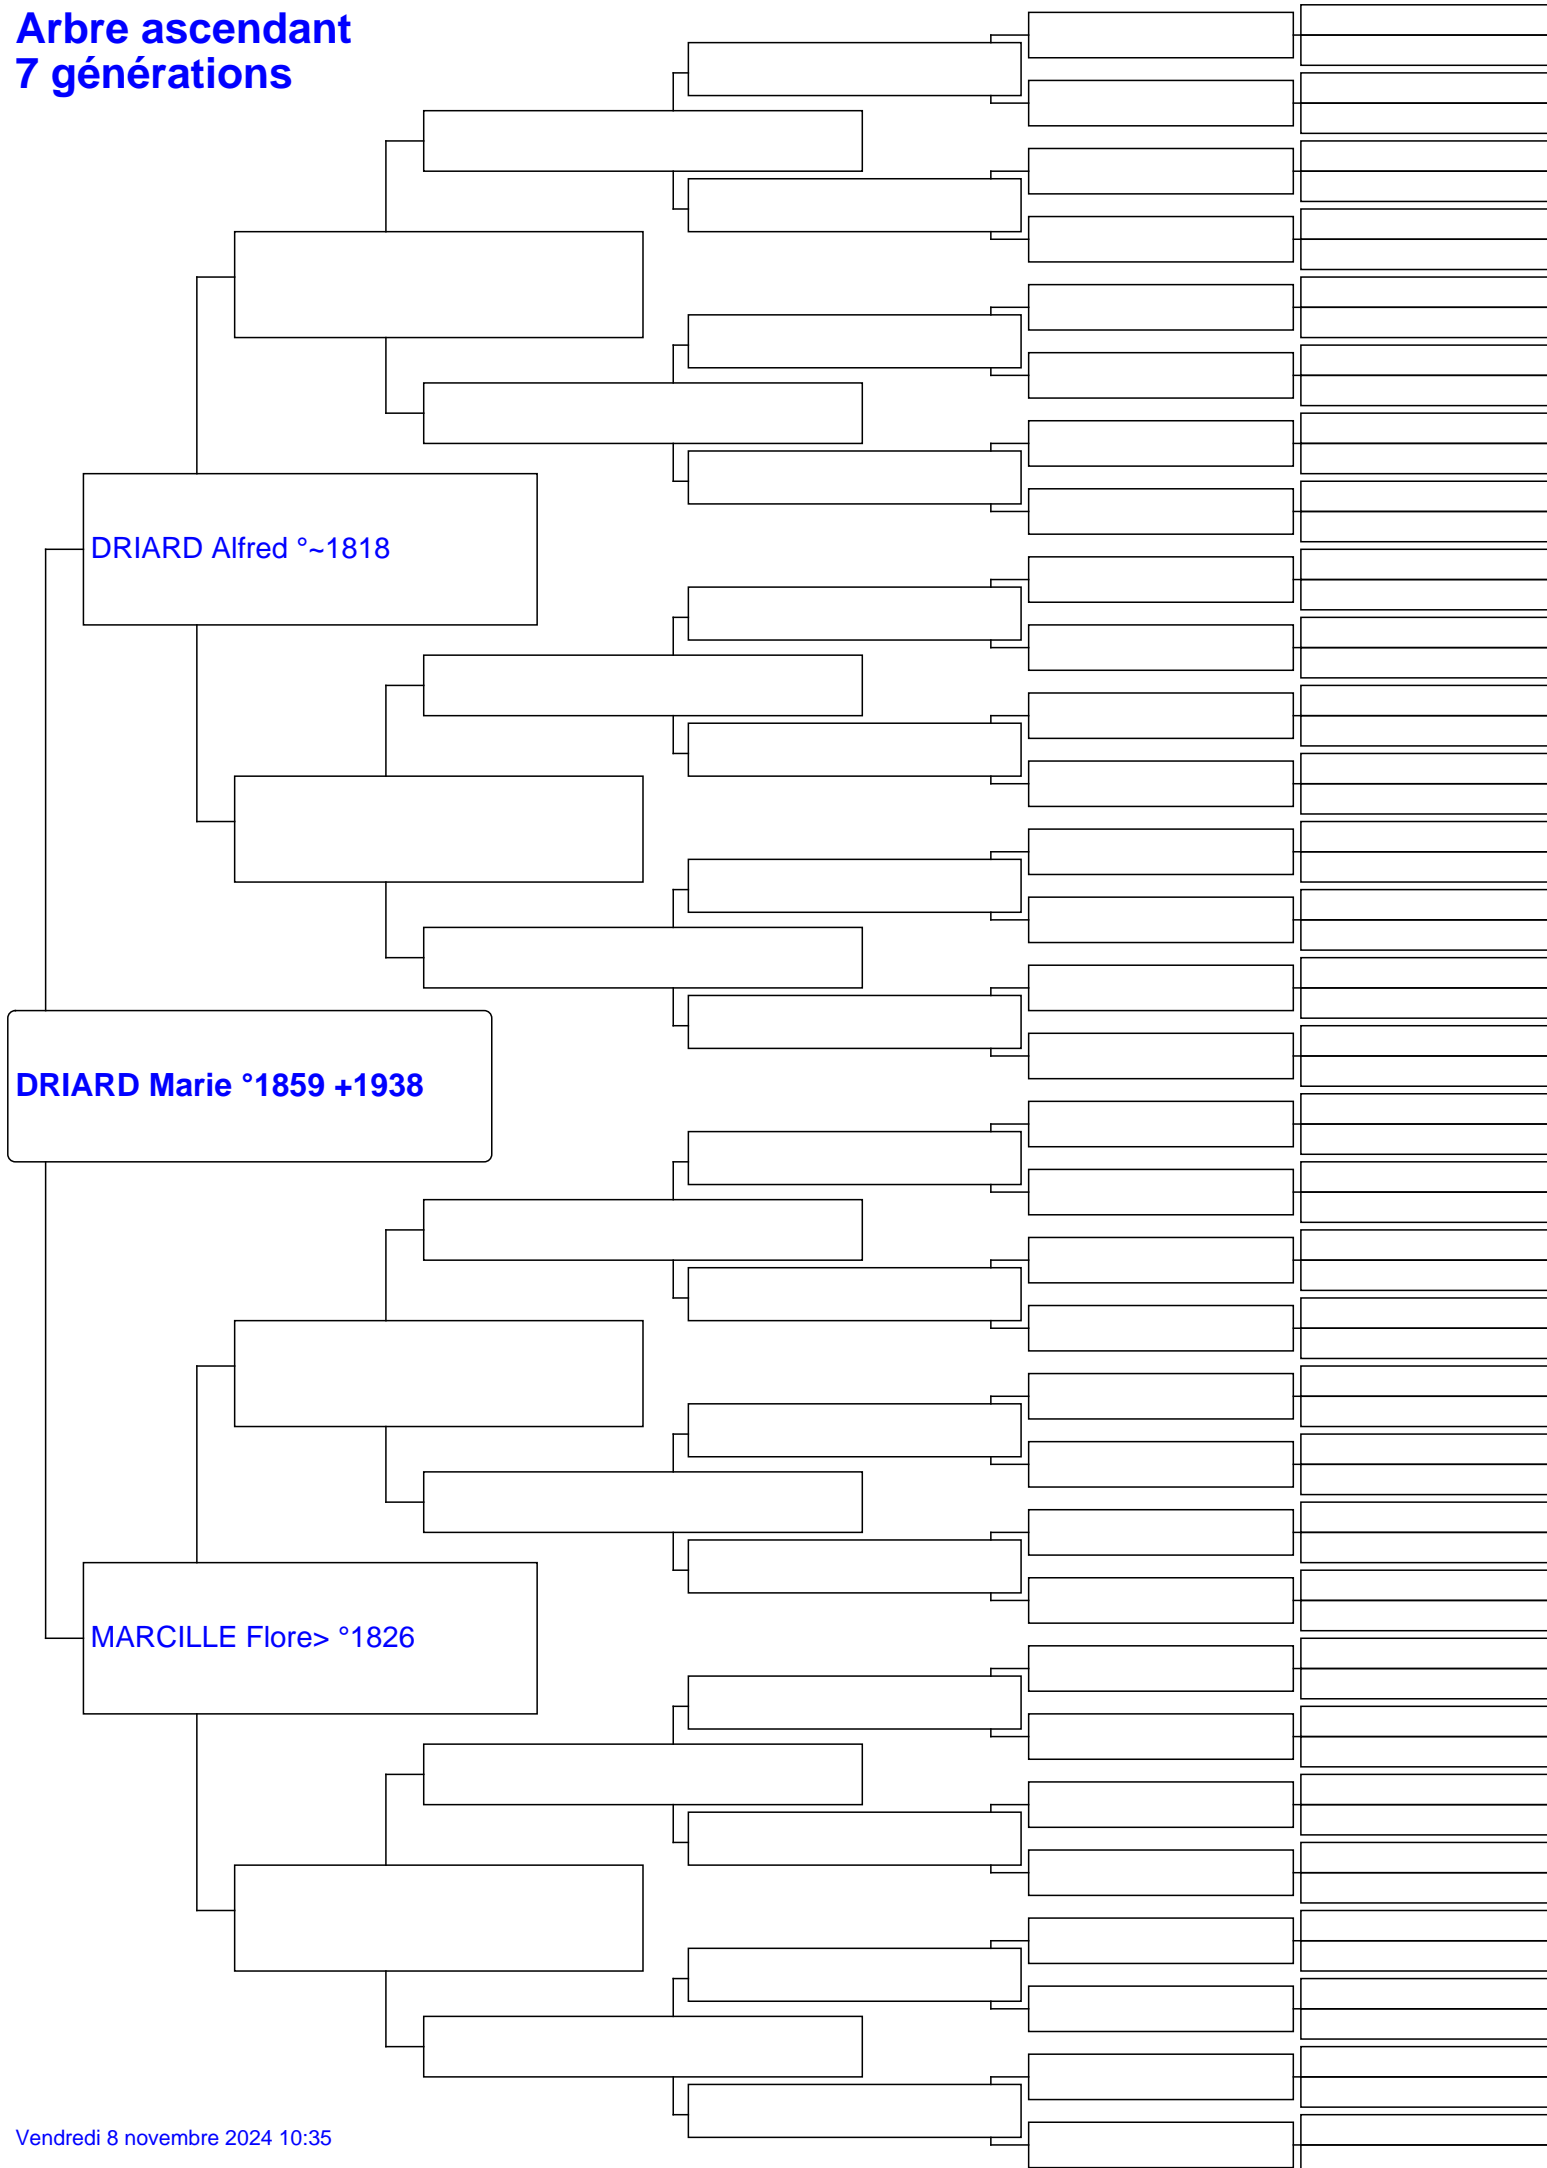 Arbre ascendant
7 générations
DRIARD Alfred °~1818
DRIARD Marie °1859 +1938
MARCILLE Flore> °1826
Vendredi 8 novembre 2024 10:35